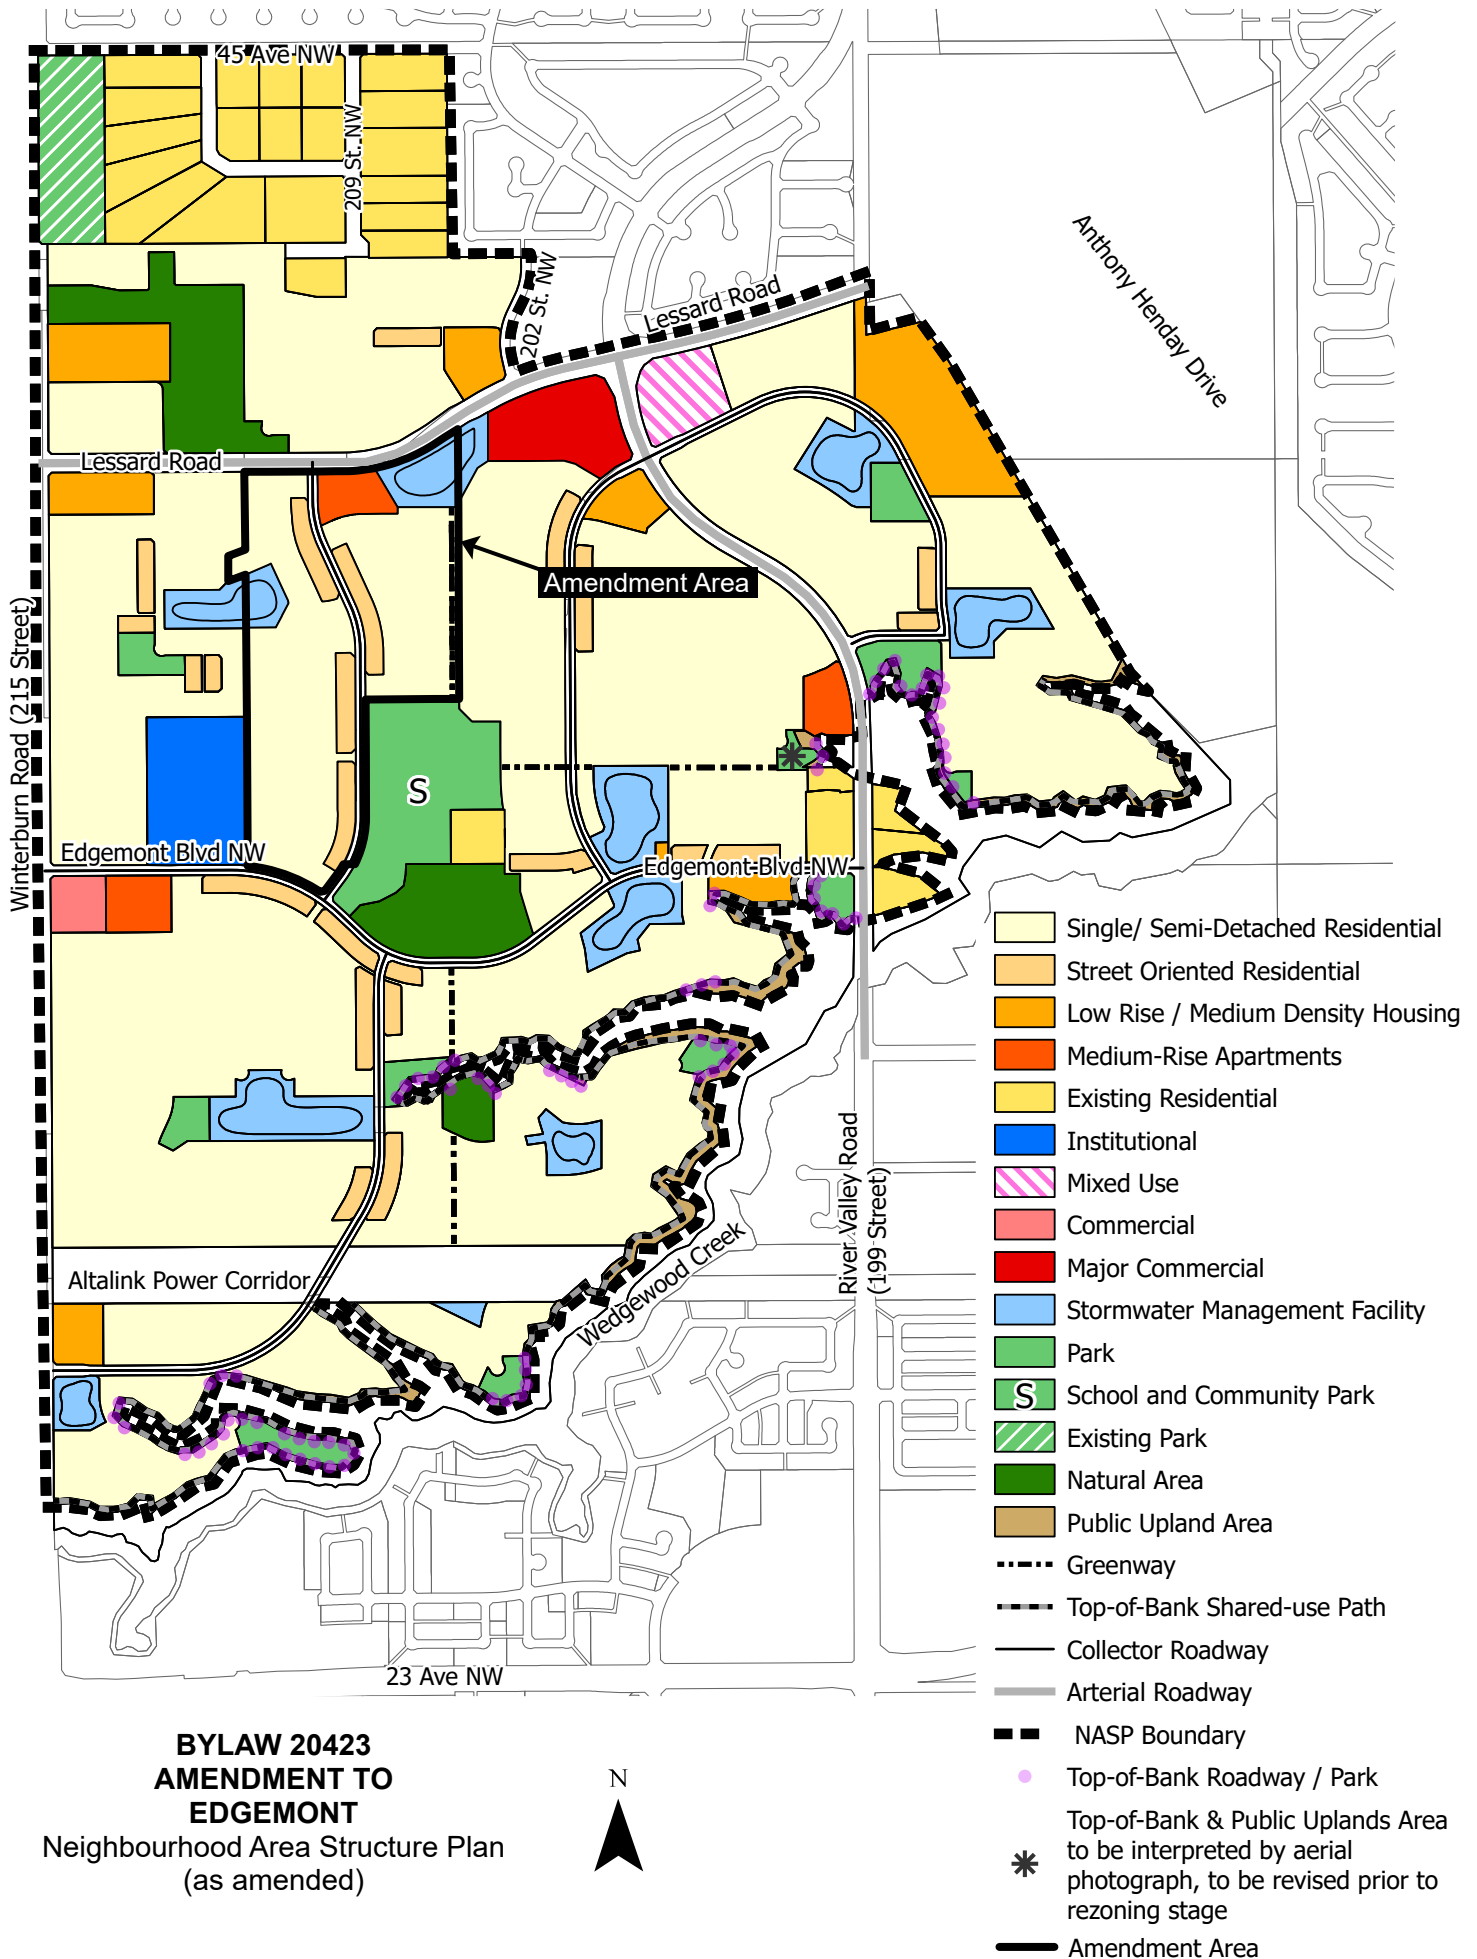 45 Ave NW
209 St. NW
202 St. NW
Lessard Road
Anthony Henday Drive
Lessard Road
Amendment Area
Winterburn Road (215 Street)
S
Edgemont Blvd NW
Edgemont Blvd NW
Single/ Semi-Detached Residential
Street Oriented Residential
Low Rise / Medium Density Housing
Medium-Rise Apartments
Existing Residential
Institutional
Mixed Use
Commercial
Major Commercial
Stormwater Management Facility
Park
S School and Community Park
Existing Park
Natural Area
Public Upland Area
Greenway
Top-of-Bank Shared-use Path
Collector Roadway
Arterial Roadway
NASP Boundary
Top-of-Bank Roadway / Park
Top-of-Bank & Public Uplands Area
to be interpreted by aerial
photograph, to be revised prior to
rezoning stage
Amendment Area
River Valley Road
(199 Street)
Altalink Power Corridor
Wedgewood Creek
23 Ave NW
BYLAW 20423
AMENDMENT TO
EDGEMONT
Neighbourhood Area Structure Plan
(as amended)
N